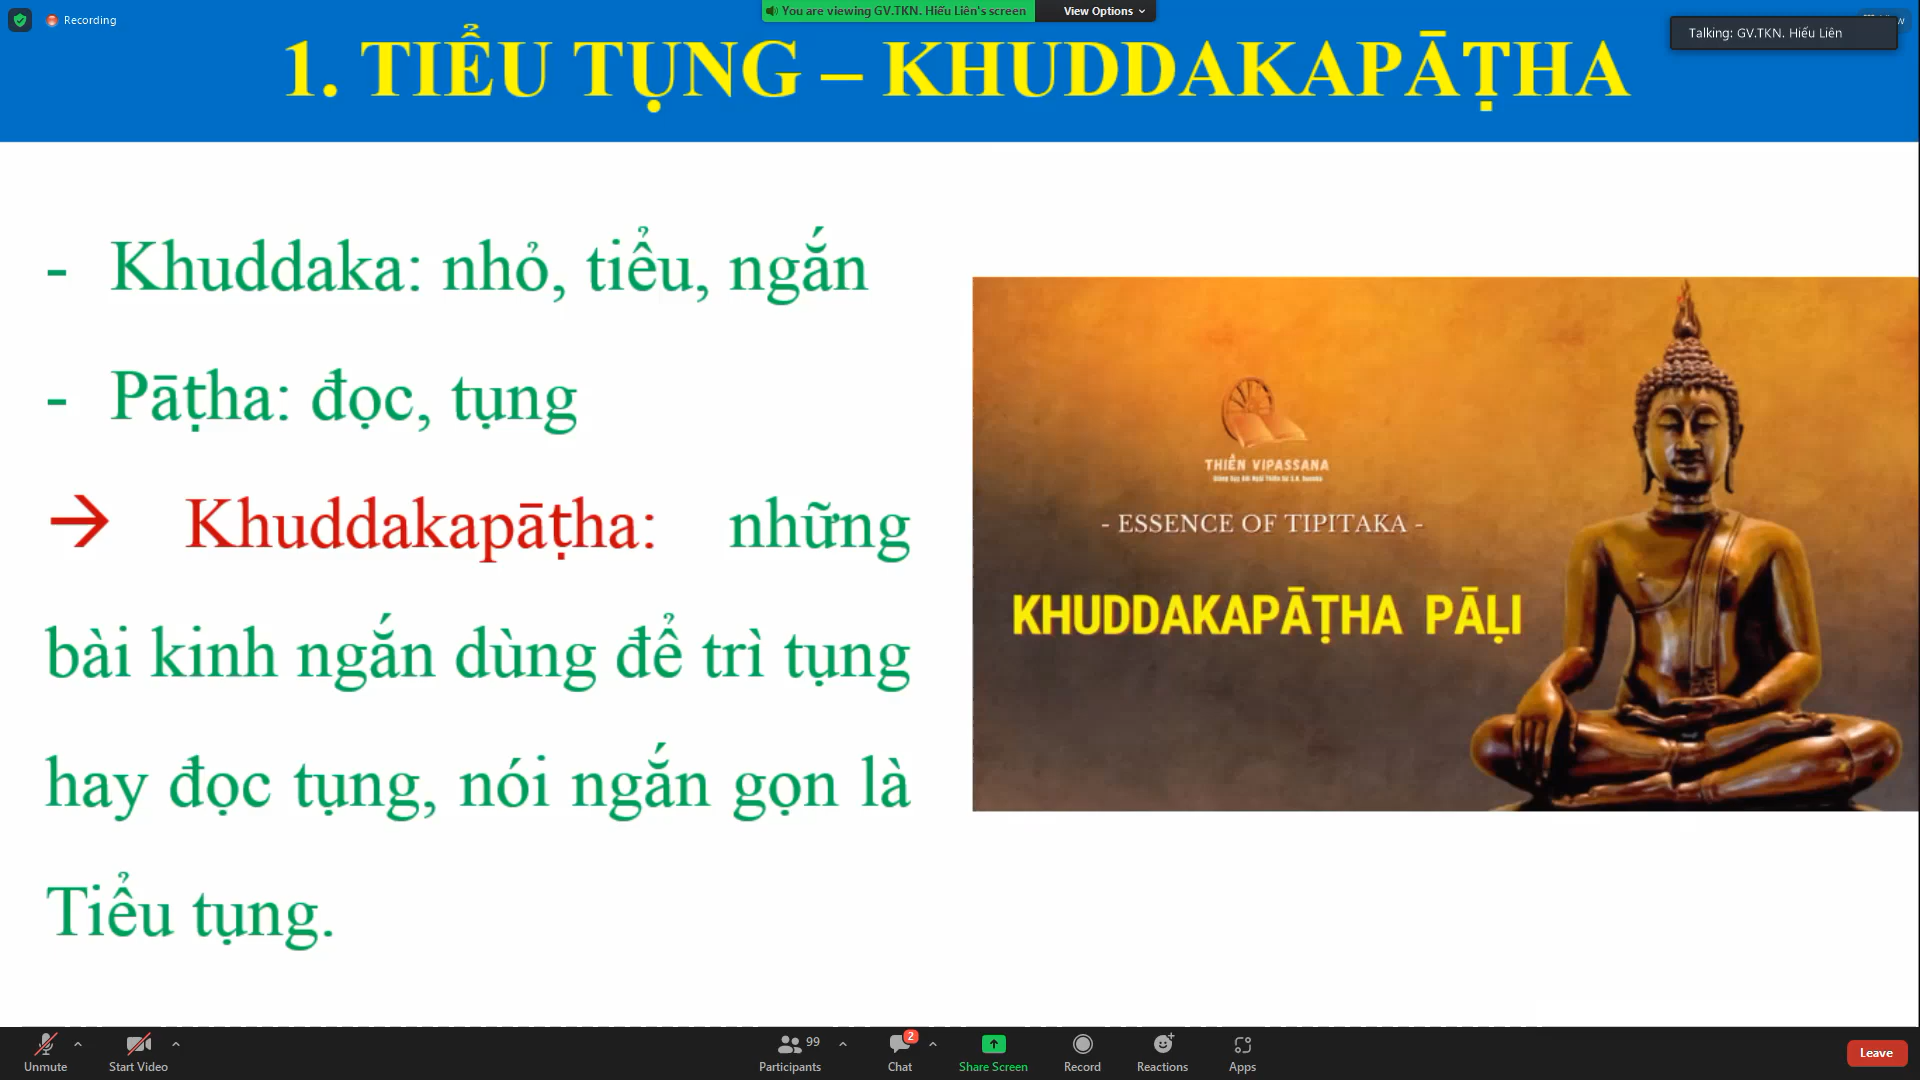 Recording
You are viewing GV.TKN. Hiếu Liên's screen
View Options
Talking: GV.TKN. Hiếu Liên
1. TIỂU TỤNG – KHUDDAKAPĀṬHA
- Khuddaka: nhỏ, tiểu, ngắn
- Pāṭha: đọc, tụng
→ Khuddakapāṭha: những
bài kinh ngắn dùng để trì tụng
hay đọc tụng, nói ngắn gọn là
Tiểu tụng.
THIỀN VIPASSANA
- ESSENCE OF TIPITAKA -
KHUDDAKAPĀṬHA PĀḶI
Unmute
Start Video
99
Participants
2
Chat
Share Screen
Record
Reactions
Apps
Leave